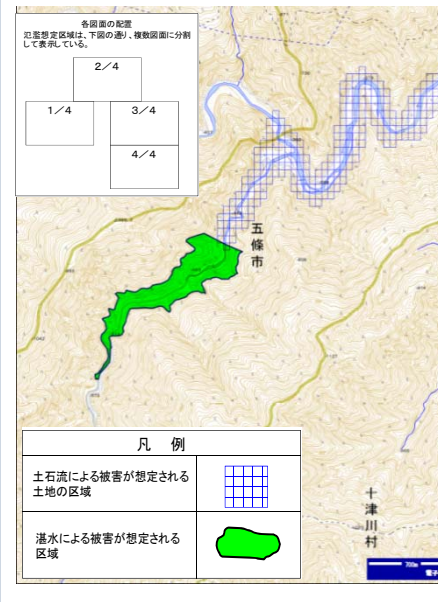 各図面の配置
氾濫想定区域は、下図の通り、複数図面に分割
して表示している。
2／4
1／4
3／4
4／4
五條市
凡 例
土石流による被害が想定される
土地の区域
湛水による被害が想定される
区域
十津川村
700m